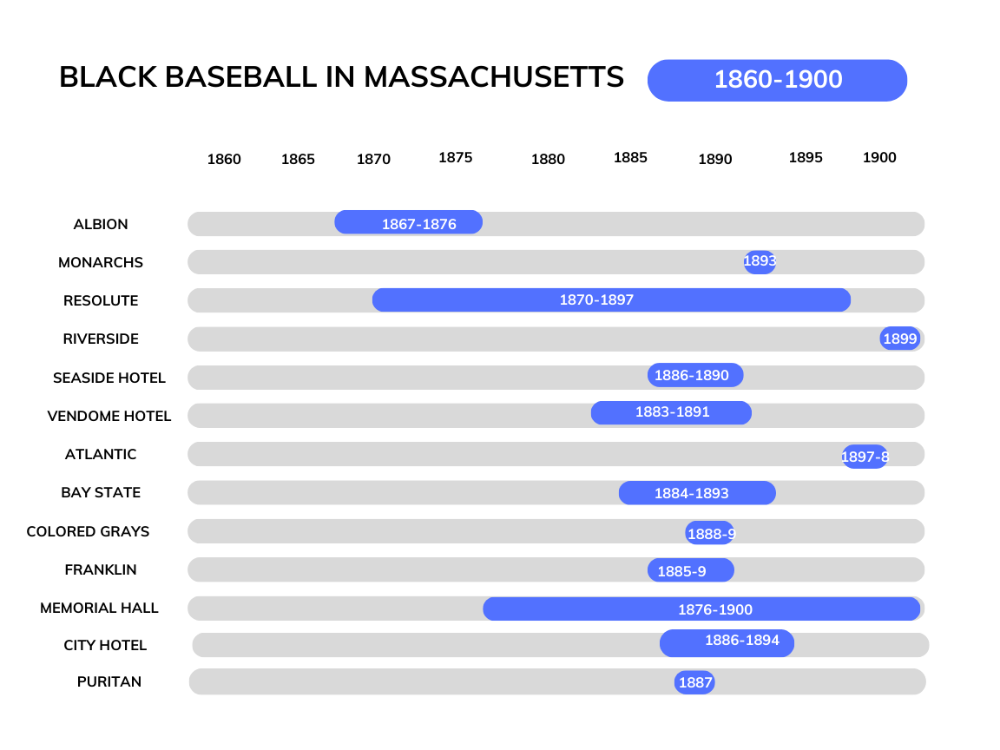 BLACK BASEBALL IN MASSACHUSETTS 1860-1900
1860 1865 1870 1875 1880 1885 1890 1895 1900
ALBION 1867-1876
MONARCHS 1893
RESOLUTE 1870-1897
RIVERSIDE 1899
SEASIDE HOTEL 1886-1890
VENDOME HOTEL 1883-1891
ATLANTIC 1897-8
BAY STATE 1884-1893
COLORED GRAYS 1888-9
FRANKLIN 1885-9
MEMORIAL HALL 1876-1900
CITY HOTEL 1886-1894
PURITAN 1887